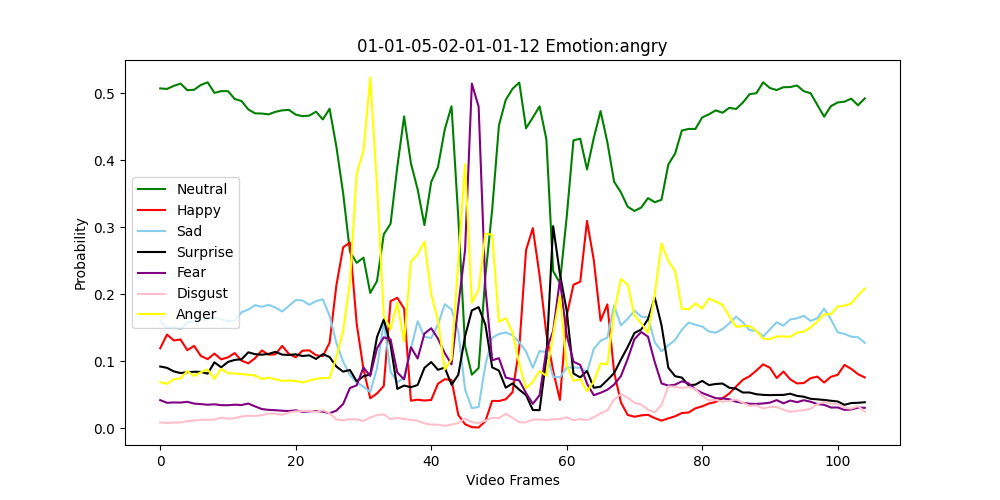 01-01-05-02-01-01-12 Emotion:angry
Probability
0.5
0.4
0.3
0.2
0.1
0.0
Neutral
Happy
Sad
Surprise
Fear
Disgust
Anger
0 20 40 60 80 100
Video Frames